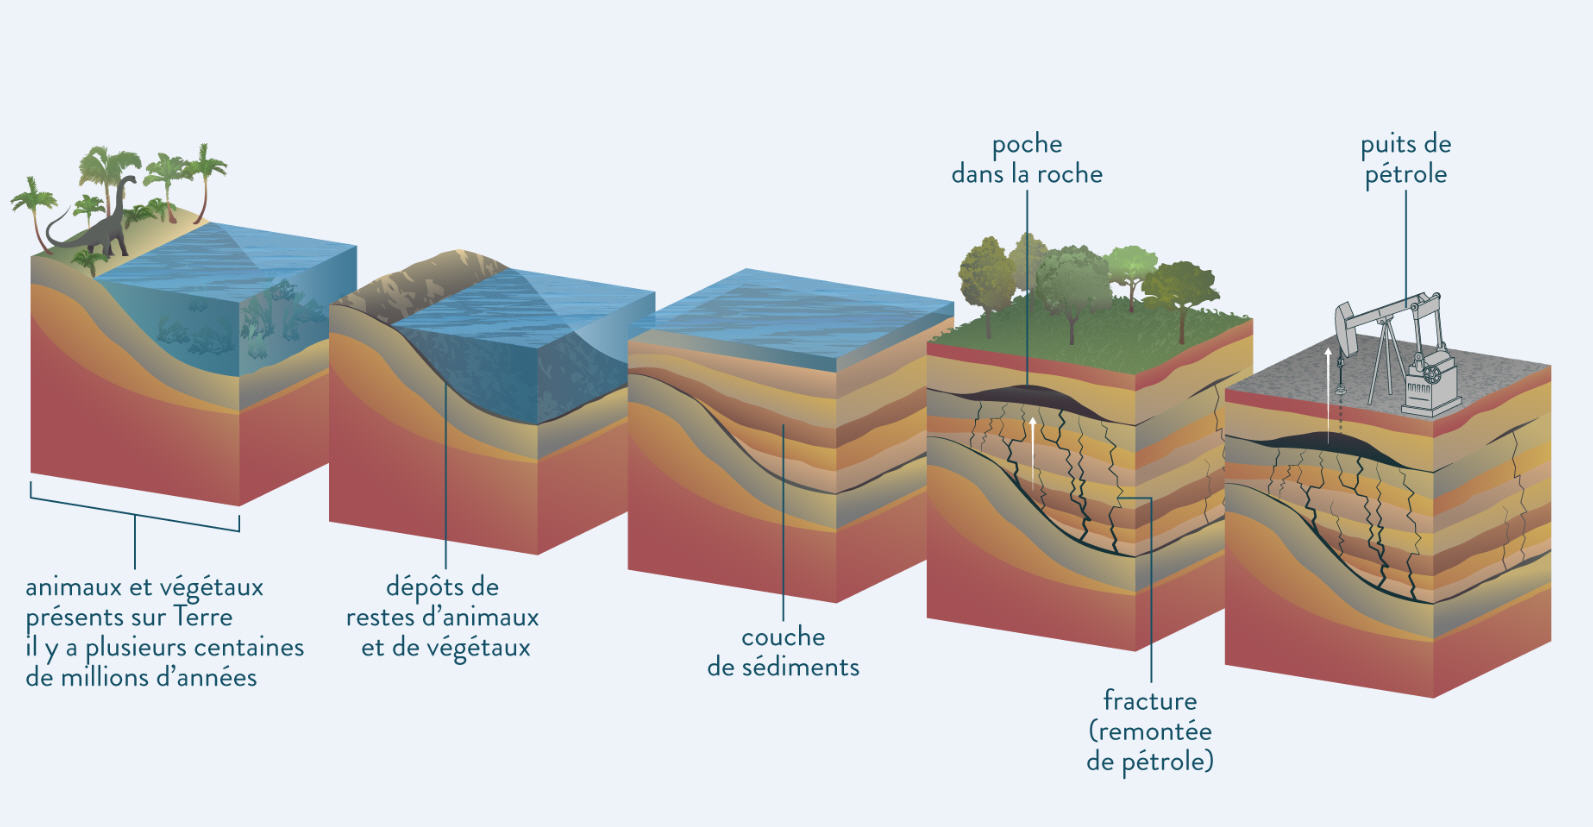 poche
dans la roche
puits de
pétrole
animaux et végétaux
présents sur Terre
il y a plusieurs centaines
de millions d’années
dépôts de
restes d’animaux
et de végétaux
couche
de sédiments
fracture
(remontée
de pétrole)